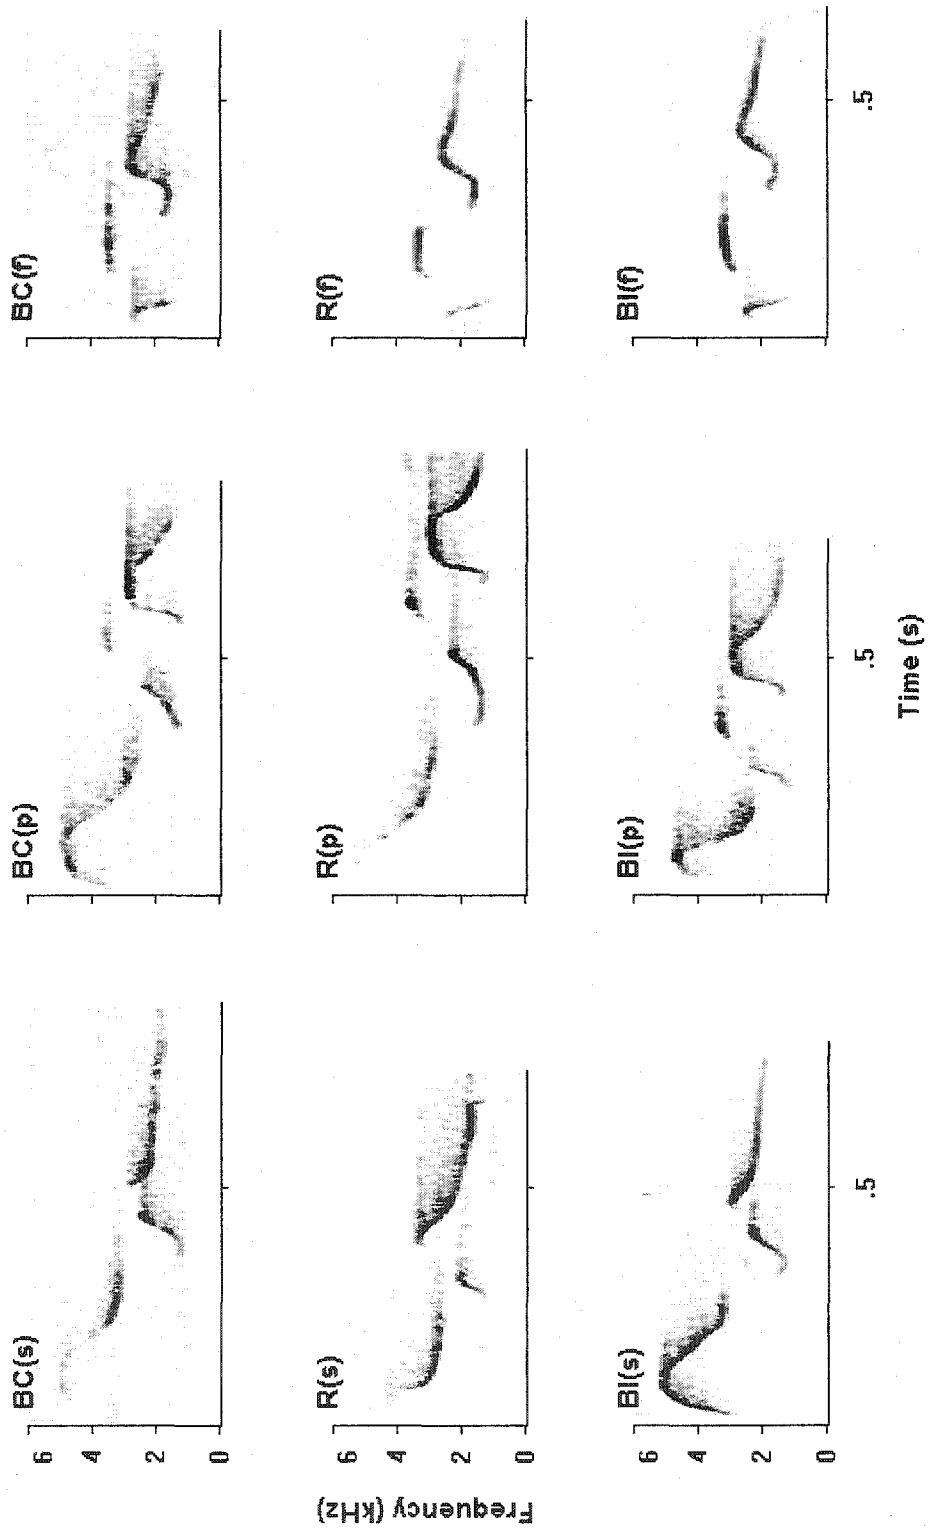 BC(s)
BC(p)
BC(f)
6
4
2
0
R(s)
R(p)
R(f)
6
4
2
0
BI(s)
BI(p)
BI(f)
6
4
2
0
.5
.5
.5
Frequency (kHz)
Time (s)